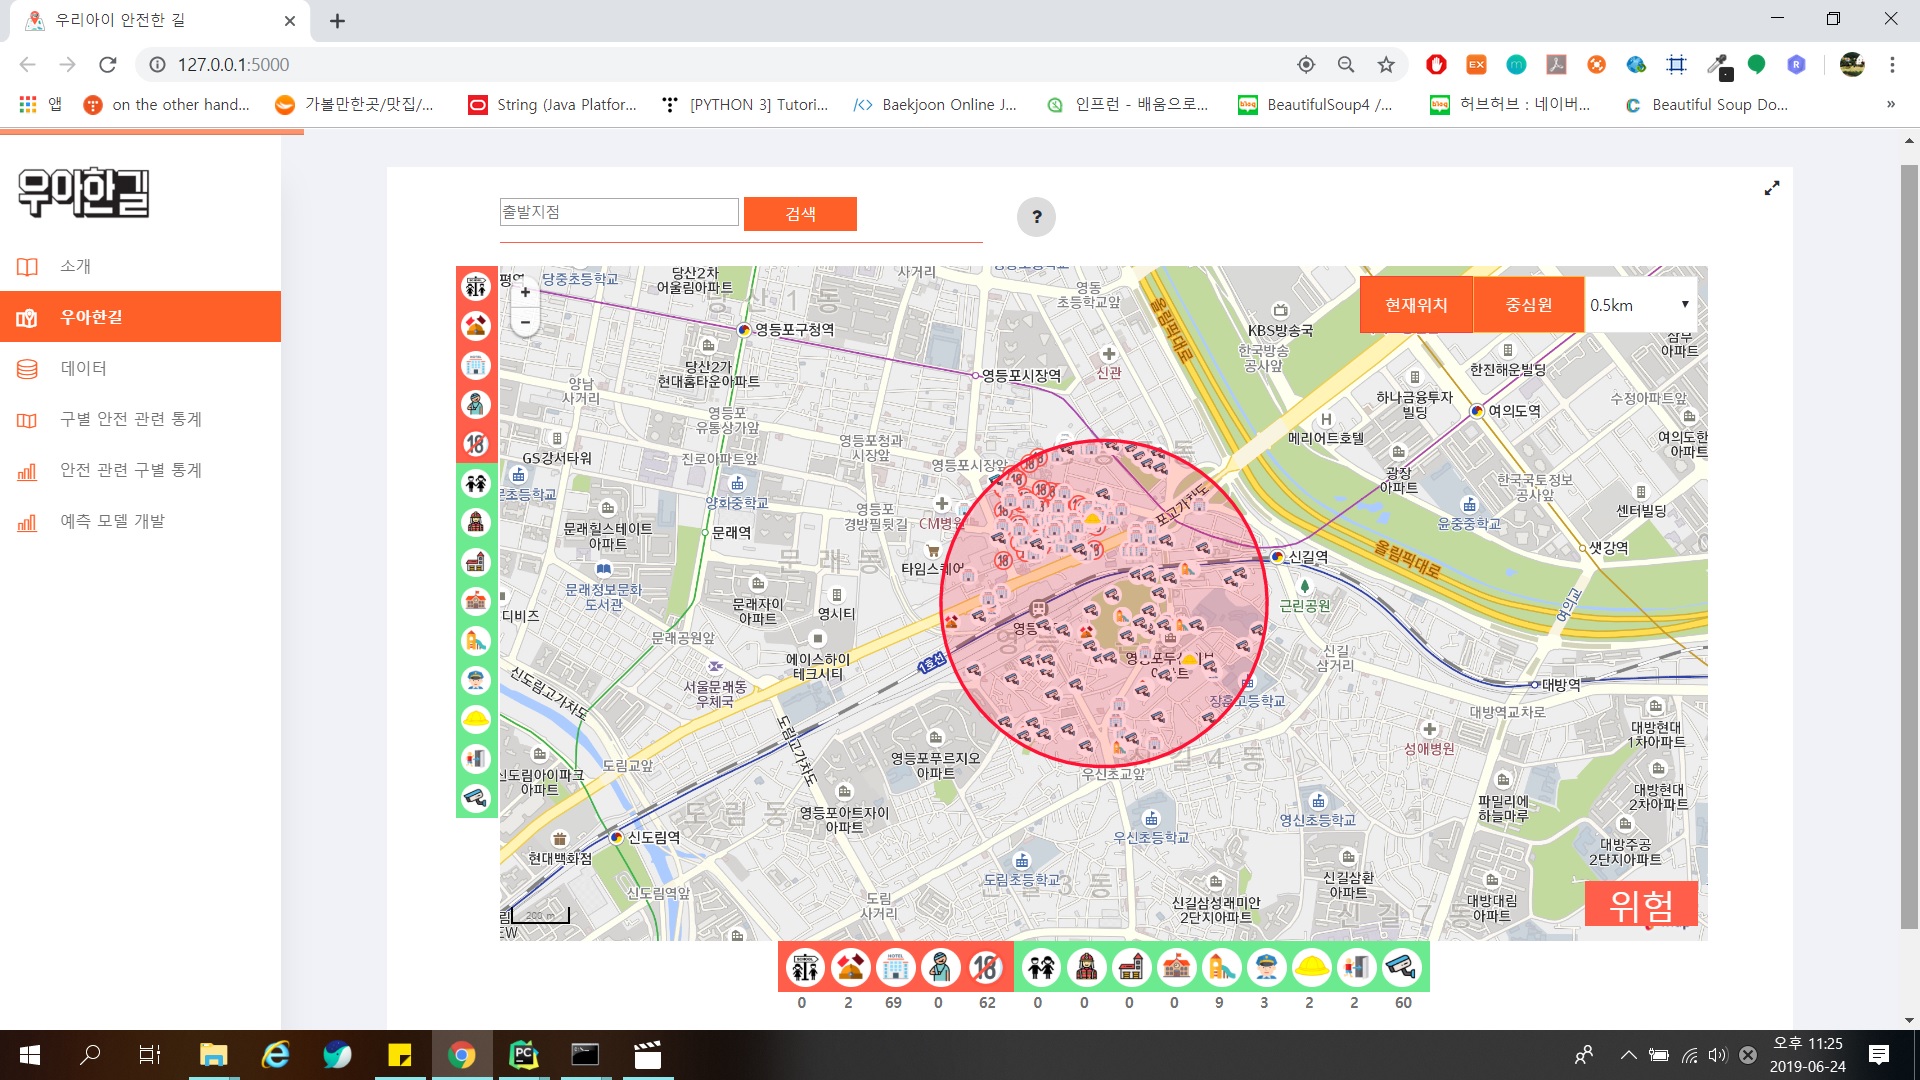 우리아이 안전한 길
127.0.0.1:5000
앱
on the other hand...
가볼만한곳/맛집/...
String (Java Platfor...
[PYTHON 3] Tutori...
Baekjoon Online J...
인프런 - 배움으로...
BeautifulSoup4 /...
허브허브 : 네이버...
Beautiful Soup Do...
우아한길
소개
우아한길
데이터
구별 안전 관련 통계
안전 관련 구별 통계
예측 모델 개발
출발지점
검색
?
현재위치
중심원
0.5km
당중초등학교
당산2차
어울림아파트
당산1동
사거리
영동
초등학교앞
올림픽대로
KBS방송국
한국방송
공사앞
아파트
영등포구청역
당산2가
현대홈타운아파트
영등포시장역
신관
한진해운빌딩
하나금융투자
빌딩
여의도역
수정아파트앞
양남
사거리
영등포
유통상가앞
메리어트호텔
여의도한
아파트
GS강서타워
진로아파트앞
영등포청과
시장앞
영등포시장앞
광장
아파트
한국국토정보
공사앞
양화중학교
윤중중학교
센터빌딩
영등포
경방필뒷길
CM병원
포고가차도
문래힐스테이트
아파트
문래역
문래동
타임스퀘어
신길역
올림픽대로
샛강역
문래정보문화
도서관
디비즈
문래자이
아파트
영시티
근린공원
여의교
문래공원앞
에이스하이
테크시티
1호선
신길
삼거리
신도림고가차도
서울문래동
우체국
장훈고등학교
대방역
대방역교차로
도림고가차도
영등포푸르지오
아파트
성애병원
대방현대
1차아파트
신도림아이파크
아파트
도림교앞
우신초교앞
도림동
영등포아트자이
아파트
영신초등학교
파밀리에
하늘마루
대방현대
2차아파트
신도림역
현대백화점
우신초등학교
대방주공
2단지아파트
도림초등학교
신길삼환
아파트
신도림역앞
도림
사거리
신길삼성래미안
2단지아파트
신길7동
대방대림
아파트
200 m
위험
0 2 69 0 62 0 0 0 0 9 3 2 2 60
오후 11:25
2019-06-24